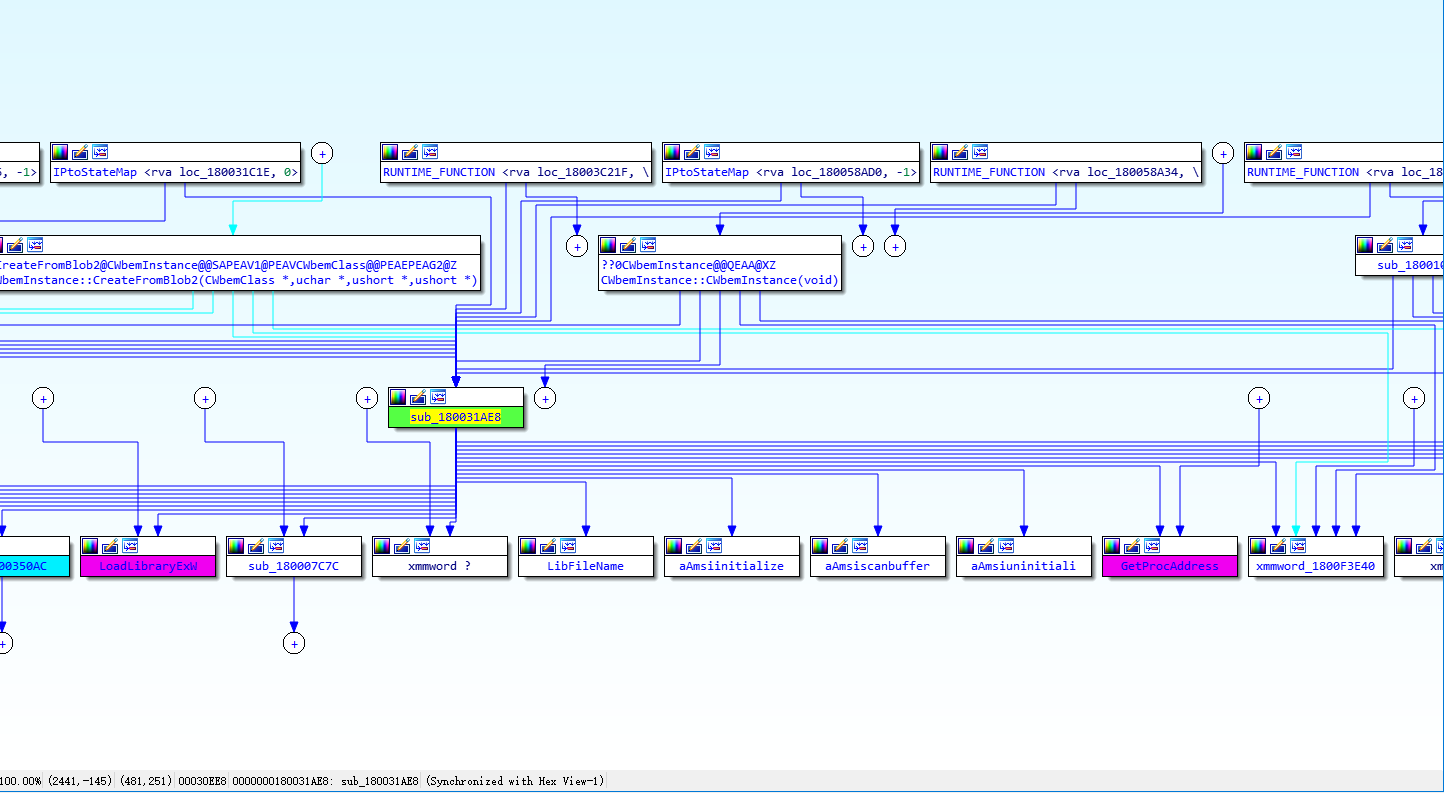 5, -1>
IPtoStateMap <rva loc_180031C1E, 0>
+
RUNTIME_FUNCTION <rva loc_18003C21F, \
IPtoStateMap <rva loc_180058AD0, -1>
RUNTIME_FUNCTION <rva loc_180058A34, \
+
RUNTIME_FUNCTION <rva loc_18
CreateFromBlob2@CWbemInstance@@SAPEAV1@PEAVCWbemClass@@PEAEPEAG2@Z
WbemInstance::CreateFromBlob2(CWbemClass *,uchar *,ushort *,ushort *)
+
??0CWbemInstance@@QEAA@XZ
CWbemInstance::CWbemInstance(void)
+
+
sub_18001
+
+
+
sub_180031AE8
+
+
+
00350AC
LoadLibraryExW
sub_180007C7C
xmmword ?
LibFileName
aAmsiinitialize
aAmsiscanbuffer
aAmsiuninitiali
GetProcAddress
xmmword_1800F3E40
xm
+
+
100.00% (2441,-145) (481,251) 00030EE8 0000000180031AE8: sub_180031AE8 (Synchronized with Hex View-1)